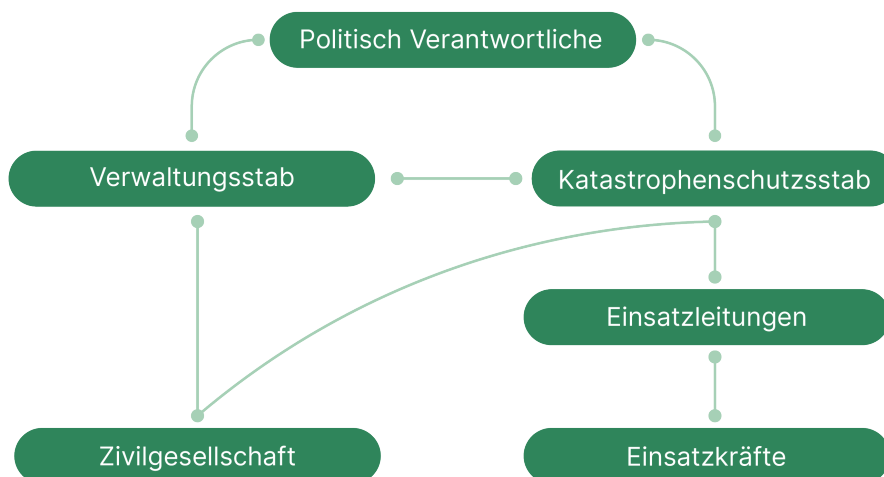 Politisch Verantwortliche
Verwaltungsstab
Katastrophenschutzsstab
Einsatzleitungen
Zivilgesellschaft
Einsatzkräfte